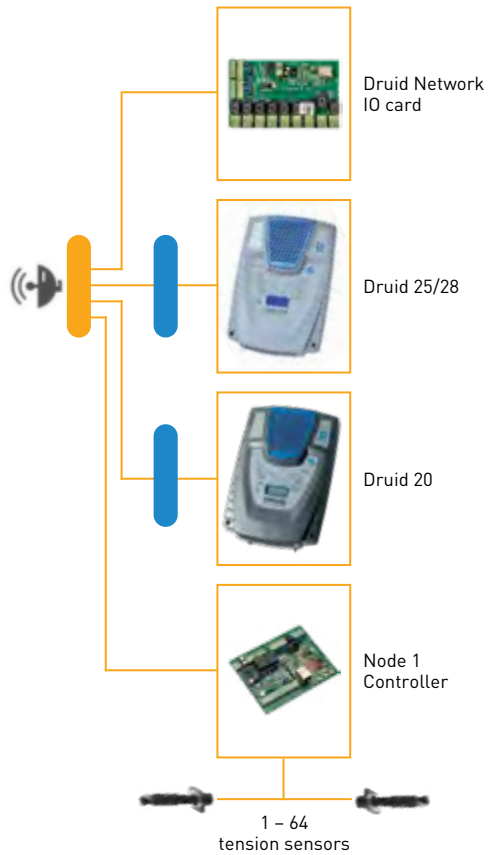 Druid Network
IO card
Druid 25/28
Druid 20
Node 1
Controller
1 – 64
tension sensors